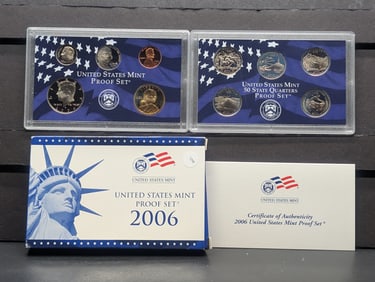 UNITED STATES MINT
PROOF SET
UNITED STATES MINT
50 STATE QUARTERS
PROOF SET
UNITED STATES MINT
UNITED STATES MINT
PROOF SET
2006
UNITED STATES MINT
Certificate of Authenticity
2006 United States Mint Proof Set